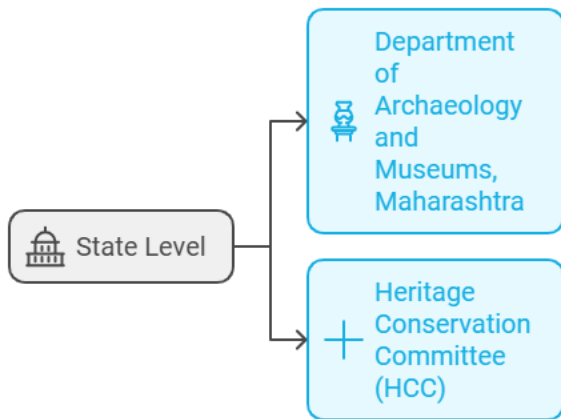 Department
of
Archaeology
and
Museums,
Maharashtra
State Level
Heritage
Conservation
Committee
(HCC)